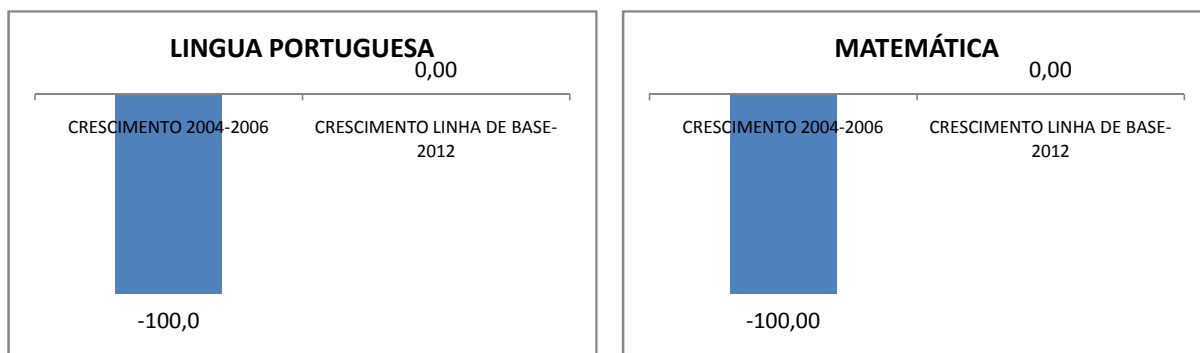 LINGUA PORTUGUESA
0,00
CRESCIMENTO 2004-2006
CRESCIMENTO LINHA DE BASE-
2012
-100,0
MATEMÁTICA
0,00
CRESCIMENTO 2004-2006
CRESCIMENTO LINHA DE BASE-
2012
-100,00